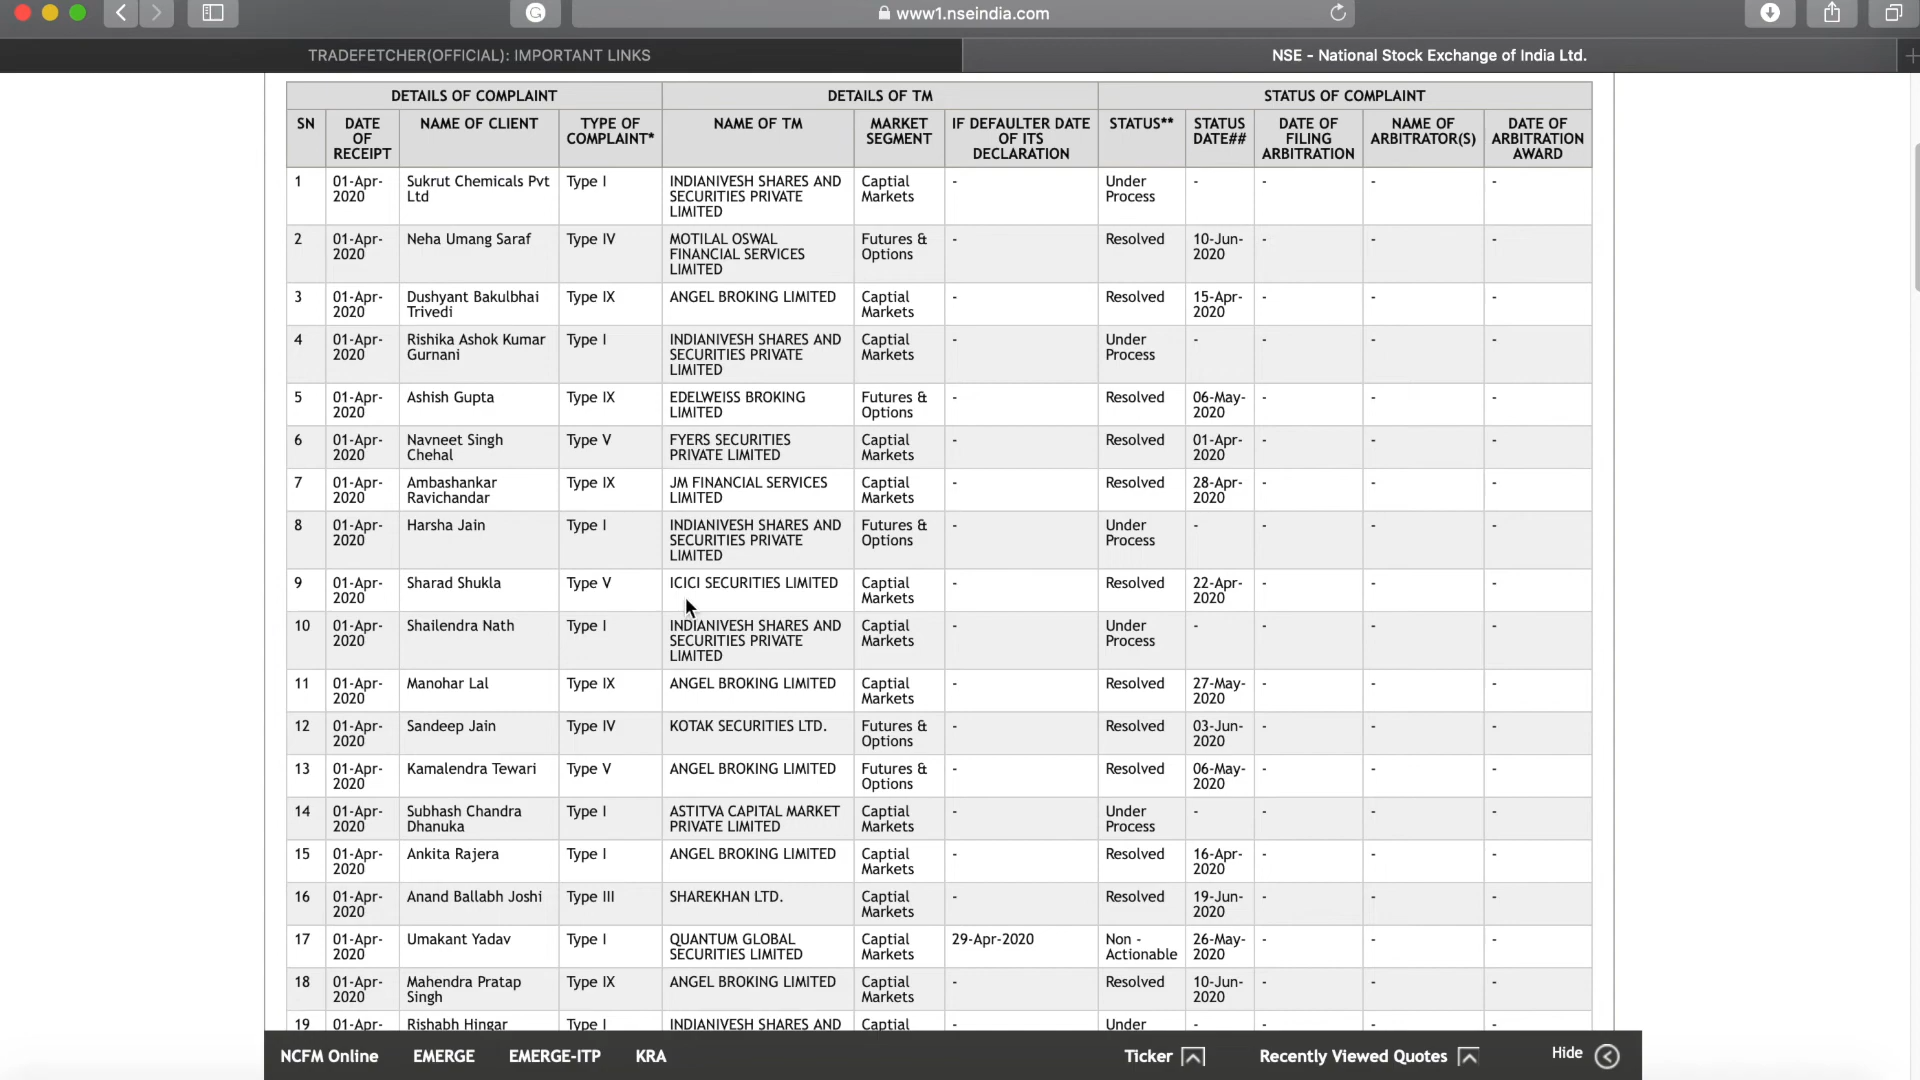 www1.nseindia.com
TRADEFETCHER(OFFICIAL): IMPORTANT LINKS
NSE - National Stock Exchange of India Ltd.
DETAILS OF COMPLAINT DETAILS OF TM STATUS OF COMPLAINT
SN DATE OF RECEIPT NAME OF CLIENT TYPE OF COMPLAINT* NAME OF TM MARKET SEGMENT IF DEFAULTER DATE OF ITS DECLARATION STATUS** STATUS DATE## DATE OF FILING ARBITRATION NAME OF ARBITRATOR(S) DATE OF ARBITRATION AWARD
1 01-Apr-2020 Sukrut Chemicals Pvt Ltd Type I INDIANIVESH SHARES AND SECURITIES PRIVATE LIMITED Captial Markets - Under Process - - - -
2 01-Apr-2020 Neha Umang Saraf Type IV MOTILAL OSWAL FINANCIAL SERVICES LIMITED Futures & Options - Resolved 10-Jun-2020 - - -
3 01-Apr-2020 Dushyant Bakulbhai Trivedi Type IX ANGEL BROKING LIMITED Captial Markets - Resolved 15-Apr-2020 - - -
4 01-Apr-2020 Rishika Ashok Kumar Gurnani Type I INDIANIVESH SHARES AND SECURITIES PRIVATE LIMITED Captial Markets - Under Process - - - -
5 01-Apr-2020 Ashish Gupta Type IX EDELWEISS BROKING LIMITED Futures & Options - Resolved 06-May-2020 - - -
6 01-Apr-2020 Navneet Singh Chehal Type V FYERS SECURITIES PRIVATE LIMITED Captial Markets - Resolved 01-Apr-2020 - - -
7 01-Apr-2020 Ambashankar Ravichandar Type IX JM FINANCIAL SERVICES LIMITED Captial Markets - Resolved 28-Apr-2020 - - -
8 01-Apr-2020 Harsha Jain Type I INDIANIVESH SHARES AND SECURITIES PRIVATE LIMITED Futures & Options - Under Process - - - -
9 01-Apr-2020 Sharad Shukla Type V ICICI SECURITIES LIMITED Captial Markets - Resolved 22-Apr-2020 - - -
10 01-Apr-2020 Shailendra Nath Type I INDIANIVESH SHARES AND SECURITIES PRIVATE LIMITED Captial Markets - Under Process - - - -
11 01-Apr-2020 Manohar Lal Type IX ANGEL BROKING LIMITED Captial Markets - Resolved 27-May-2020 - - -
12 01-Apr-2020 Sandeep Jain Type IV KOTAK SECURITIES LTD. Futures & Options - Resolved 03-Jun-2020 - - -
13 01-Apr-2020 Kamalendra Tewari Type V ANGEL BROKING LIMITED Futures & Options - Resolved 06-May-2020 - - -
14 01-Apr-2020 Subhash Chandra Dhanuka Type I ASTITVA CAPITAL MARKET PRIVATE LIMITED Captial Markets - Under Process - - - -
15 01-Apr-2020 Ankita Rajera Type I ANGEL BROKING LIMITED Captial Markets - Resolved 16-Apr-2020 - - -
16 01-Apr-2020 Anand Ballabh Joshi Type III SHAREKHAN LTD. Captial Markets - Resolved 19-Jun-2020 - - -
17 01-Apr-2020 Umakant Yadav Type I QUANTUM GLOBAL SECURITIES LIMITED Captial Markets 29-Apr-2020 Non - Actionable 26-May-2020 - - -
18 01-Apr-2020 Mahendra Pratap Singh Type IX ANGEL BROKING LIMITED Captial Markets - Resolved 10-Jun-2020 - - -
19 01-Apr- Rishabh Hingar Type I INDIANIVESH SHARES AND Captial - Under - - - -
NCFM Online EMERGE EMERGE-ITP KRA Ticker Recently Viewed Quotes Hide